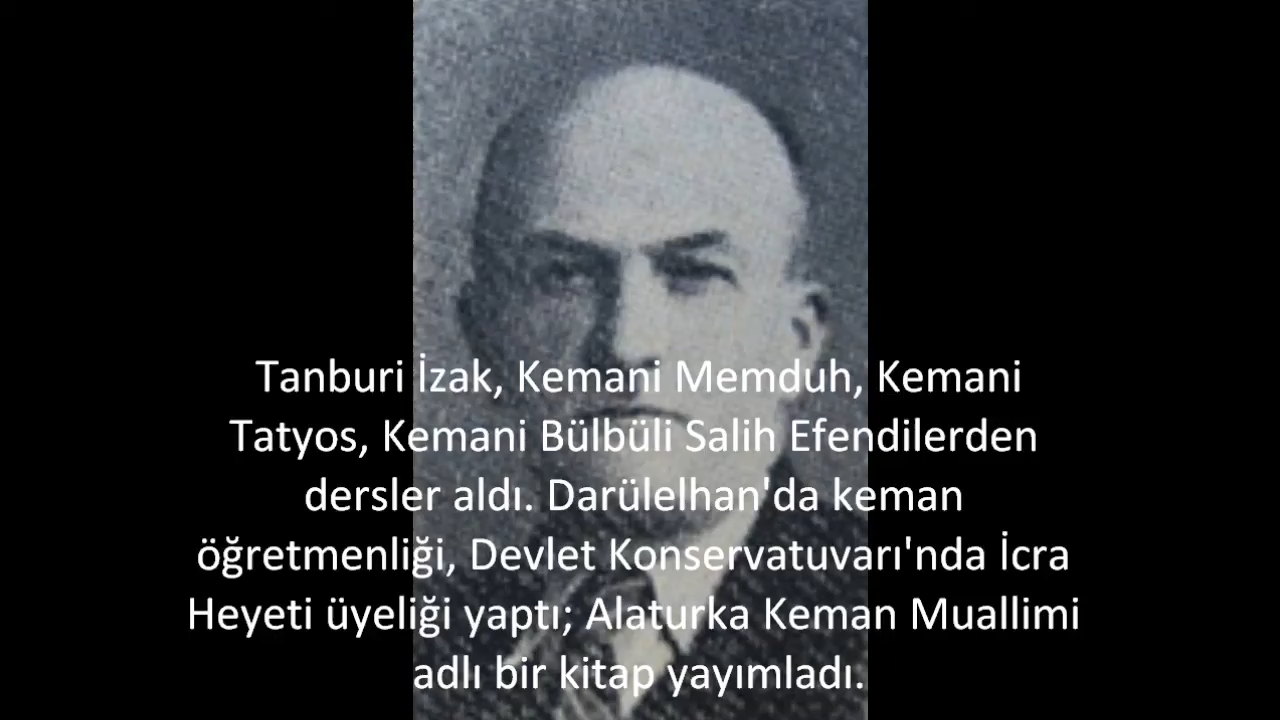 Tanburi İzak, Kemani Memduh, Kemani
Tatyos, Kemani Bülbüli Salih Efendilerden
dersler aldı. Darülelhan'da keman
öğretmenliği, Devlet Konservatuvarı'nda İcra
Heyeti üyeliği yaptı; Alaturka Keman Muallimi
adlı bir kitap yayımladı.